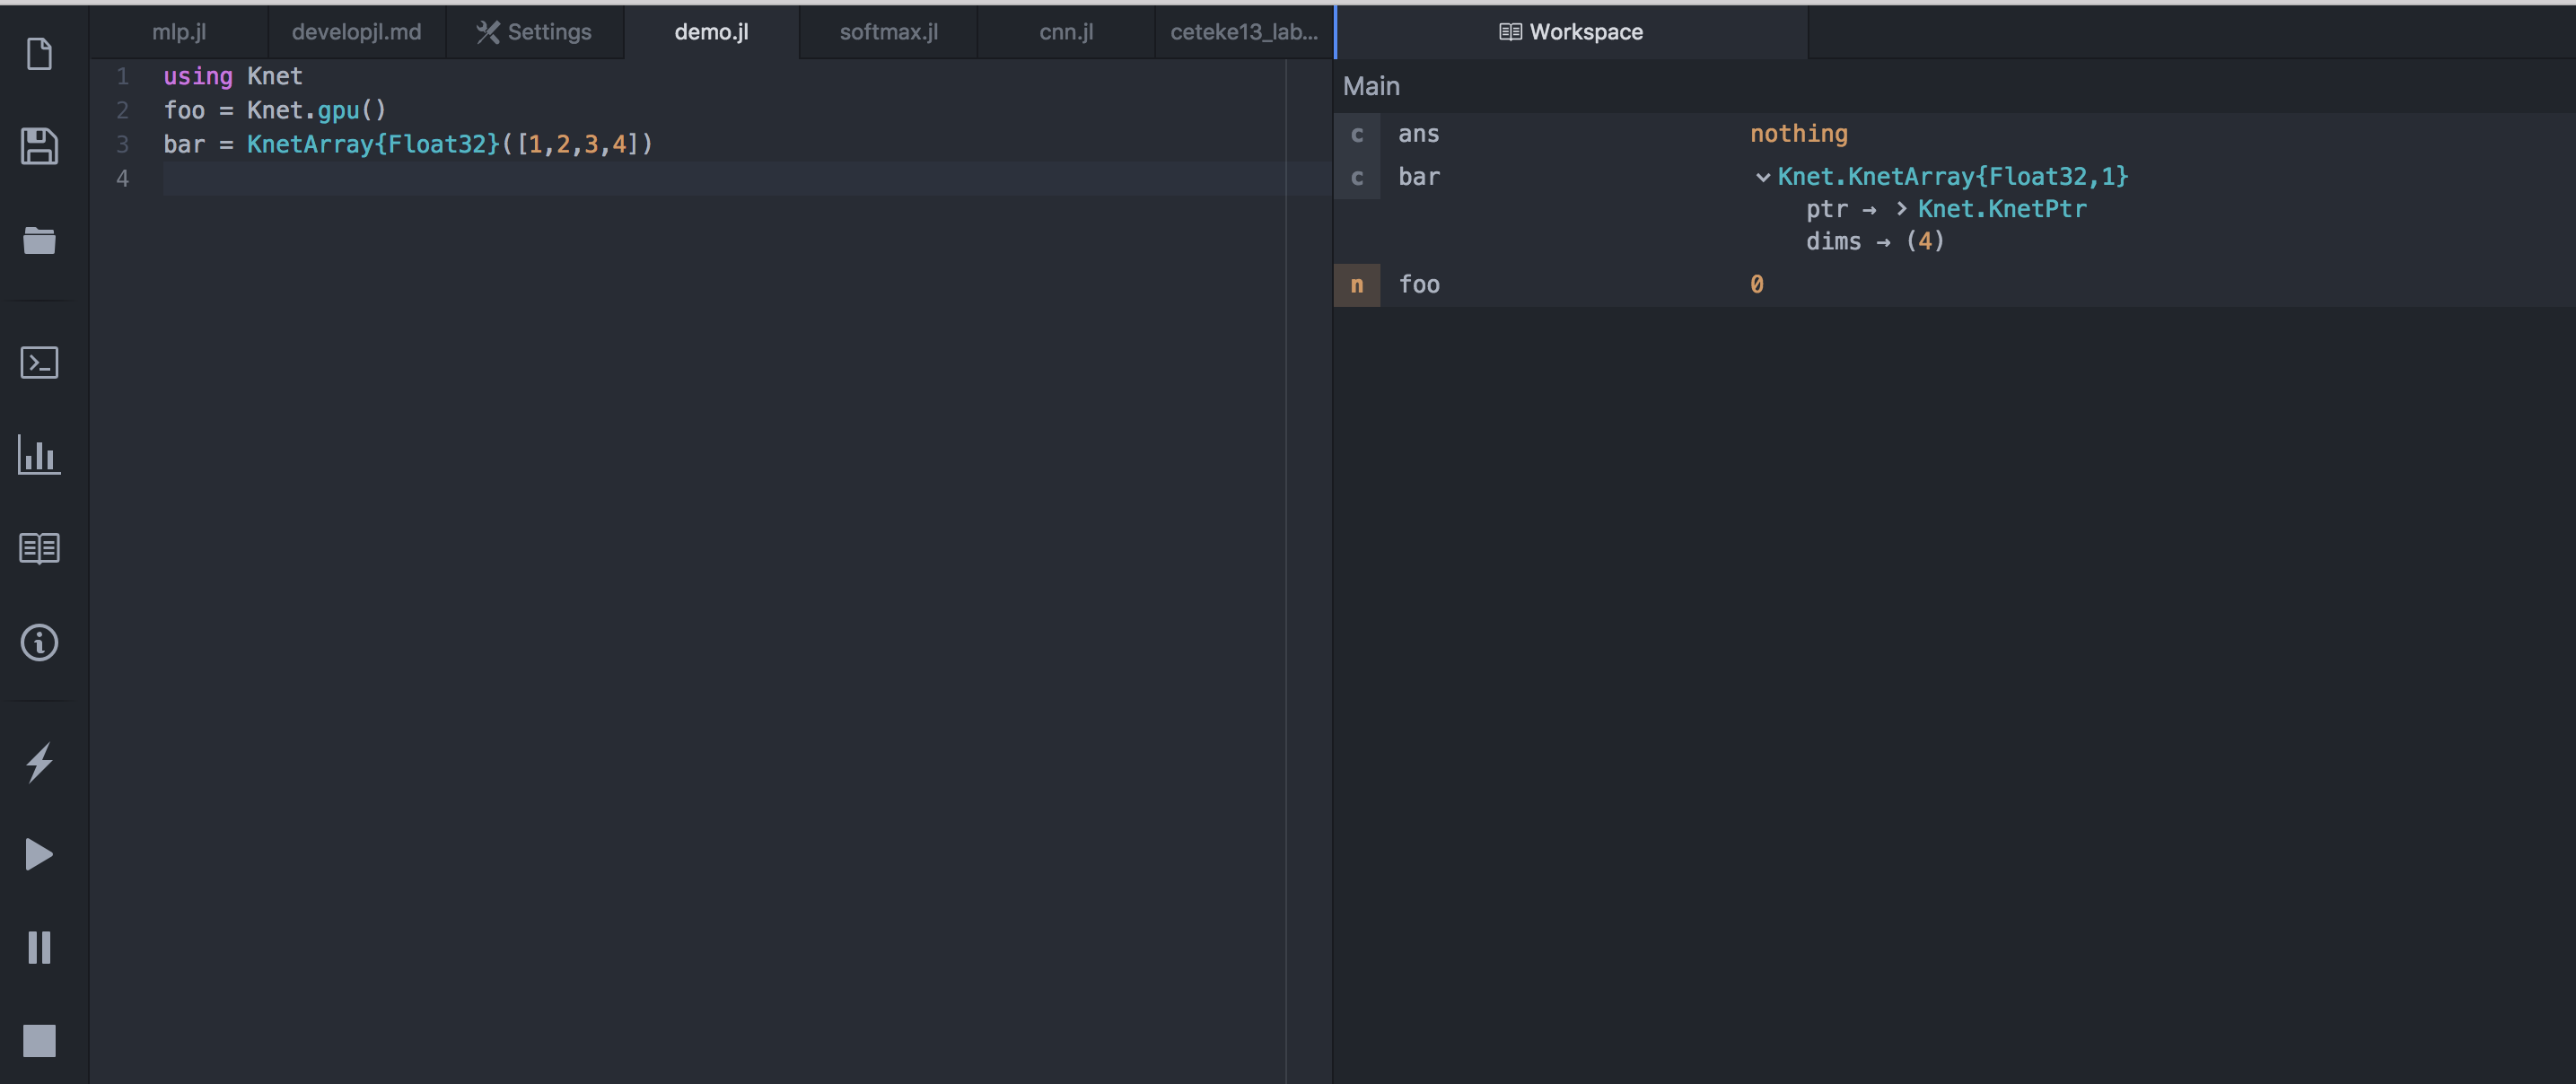 mlp.jl developjl.md Settings demo.jl softmax.jl cnn.jl ceteke13_lab... Workspace
1 using Knet
2 foo = Knet.gpu()
3 bar = KnetArray{Float32}([1,2,3,4])
4
Main
c ans nothing
c bar Knet.KnetArray{Float32,1}
ptr → > Knet.KnetPtr
dims → (4)
n foo 0